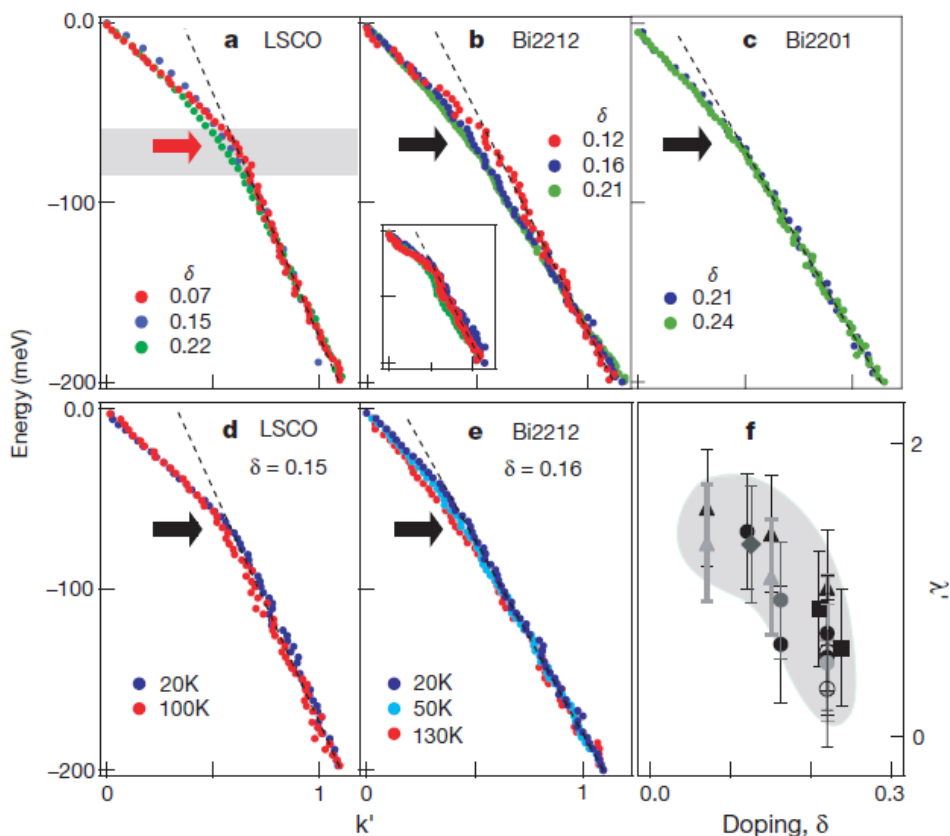 0.0
a LSCO
b Bi2212
c Bi2201
δ
0.12
0.16
0.21
−100
δ
0.07
0.15
0.22
δ
0.21
0.24
−200
Energy (meV)
0.0
d LSCO
δ = 0.15
e Bi2212
δ = 0.16
f
2
−100
λ'
20K
100K
20K
50K
130K
0
−200
0
1
0
1
0.0
0.3
k'
Doping, δ